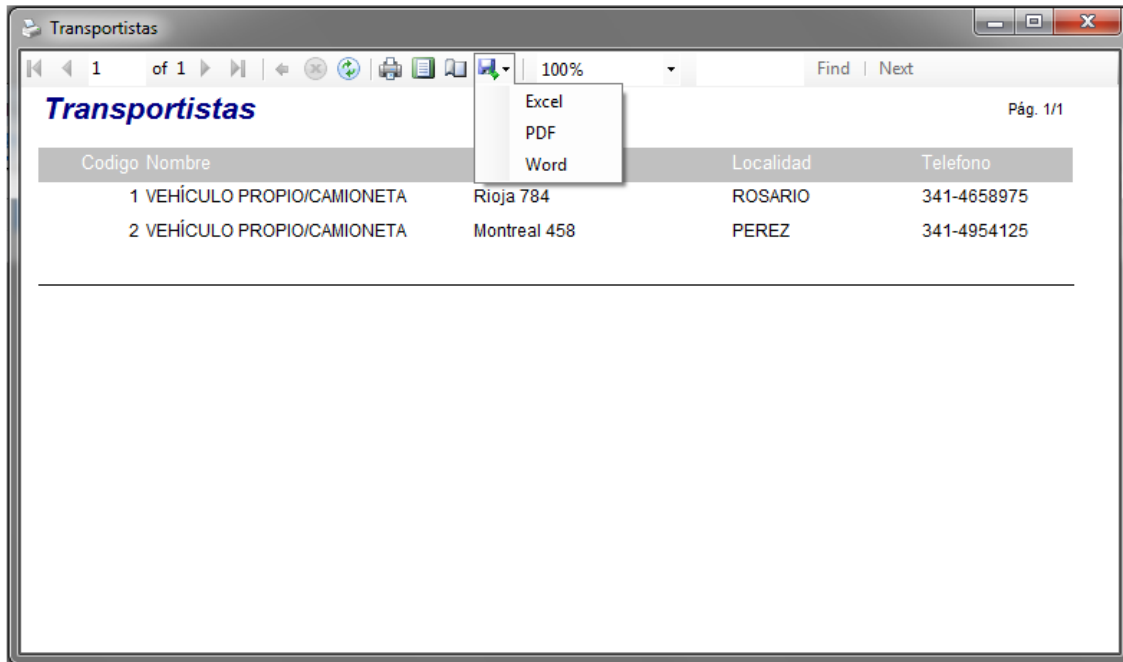 Transportistas
1 of 1 100% Find | Next
Excel
PDF
Word
Transportistas Pág. 1/1
Codigo Nombre Localidad Telefono
1 VEHÍCULO PROPIO/CAMIONETA Rioja 784 ROSARIO 341-4658975
2 VEHÍCULO PROPIO/CAMIONETA Montreal 458 PEREZ 341-4954125